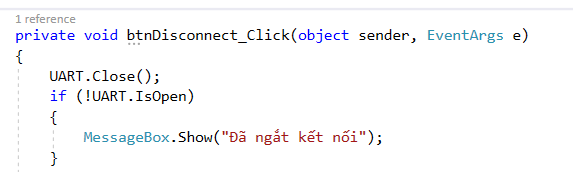 1 reference
private void btnDisconnect_Click(object sender, EventArgs e)
{
UART.Close();
if (!UART.IsOpen)
{
MessageBox.Show("Đã ngắt kết nối");
}